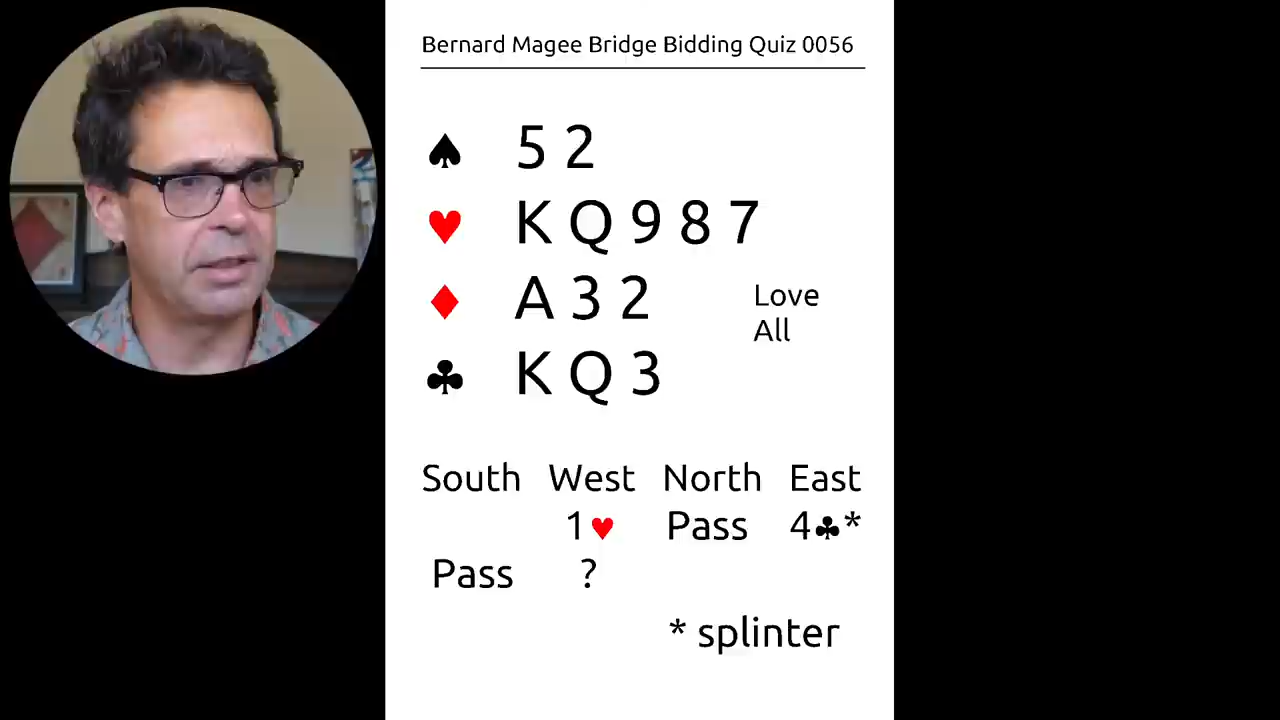 Bernard Magee Bridge Bidding Quiz 0056
♠ 5 2
♥ K Q 9 8 7
♦ A 3 2
Love
All
♣ K Q 3
South West North East
1♥ Pass 4♣*
Pass ?
* splinter